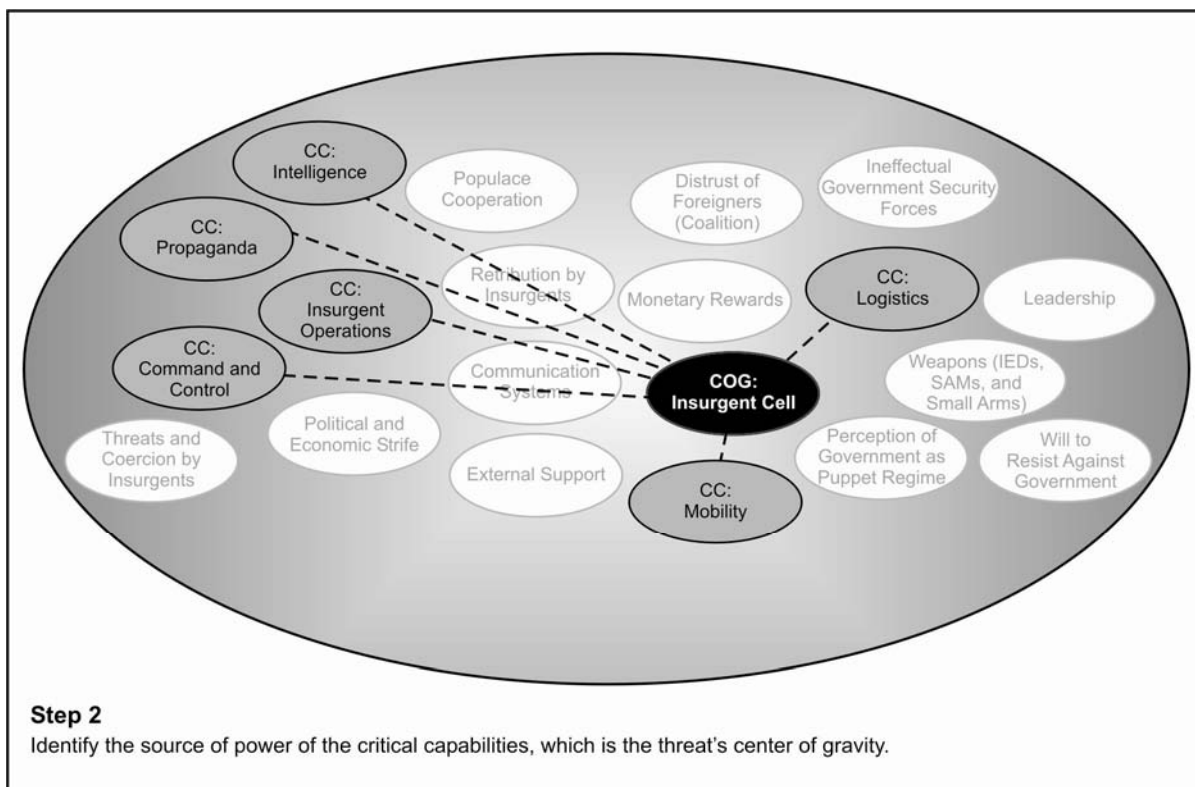 CC:
Intelligence
Populace
Cooperation
Distrust of
Foreigners
(Coalition)
Ineffectual
Government Security
Forces
CC:
Propaganda
Retribution by
Insurgents
Monetary Rewards
CC:
Logistics
Leadership
CC:
Insurgent
Operations
CC:
Command and
Control
Communication
Systems
COG:
Insurgent Cell
Weapons (IEDs,
SAMs, and
Small Arms)
Threats and
Coercion by
Insurgents
Political and
Economic Strife
External Support
CC:
Mobility
Perception of
Government as
Puppet Regime
Will to
Resist Against
Government
Step 2
Identify the source of power of the critical capabilities, which is the threat's center of gravity.